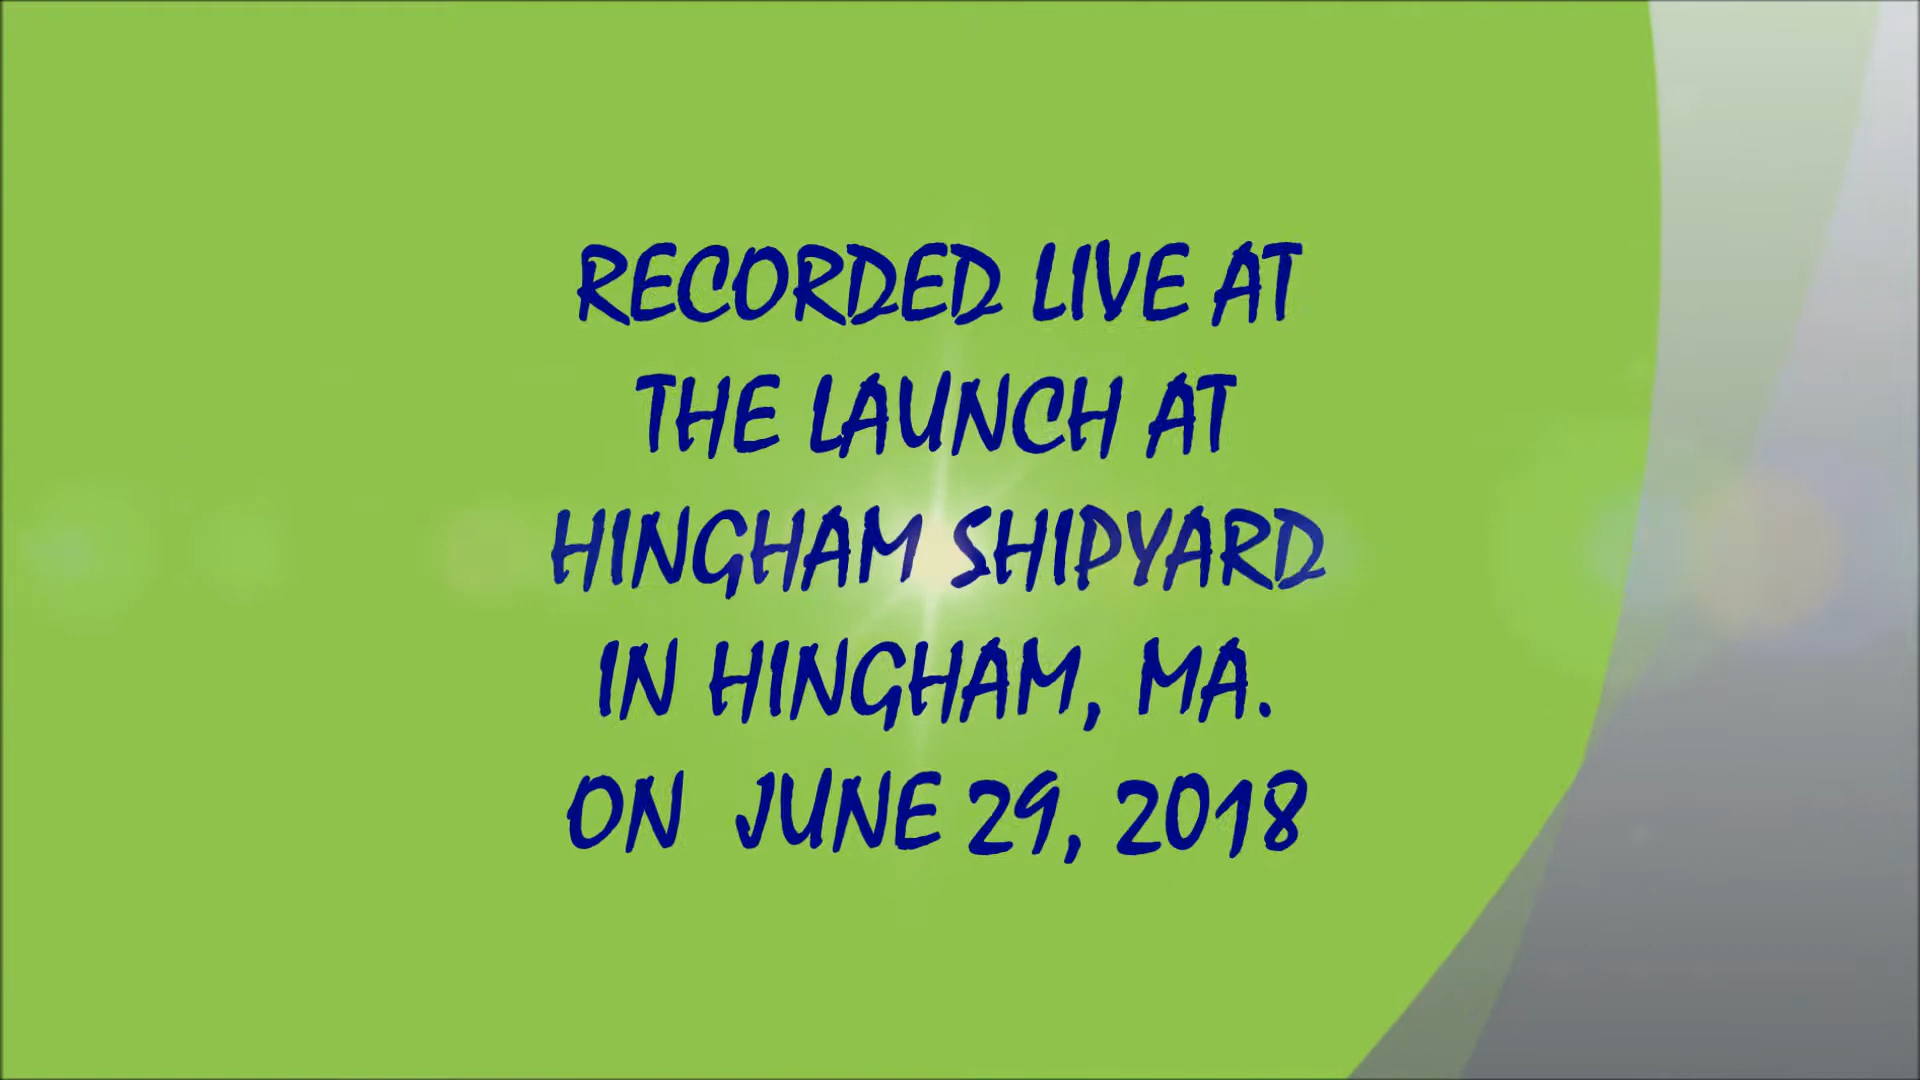 RECORDED LIVE AT
THE LAUNCH AT
HINGHAM SHIPYARD
IN HINGHAM, MA.
ON JUNE 29, 2018